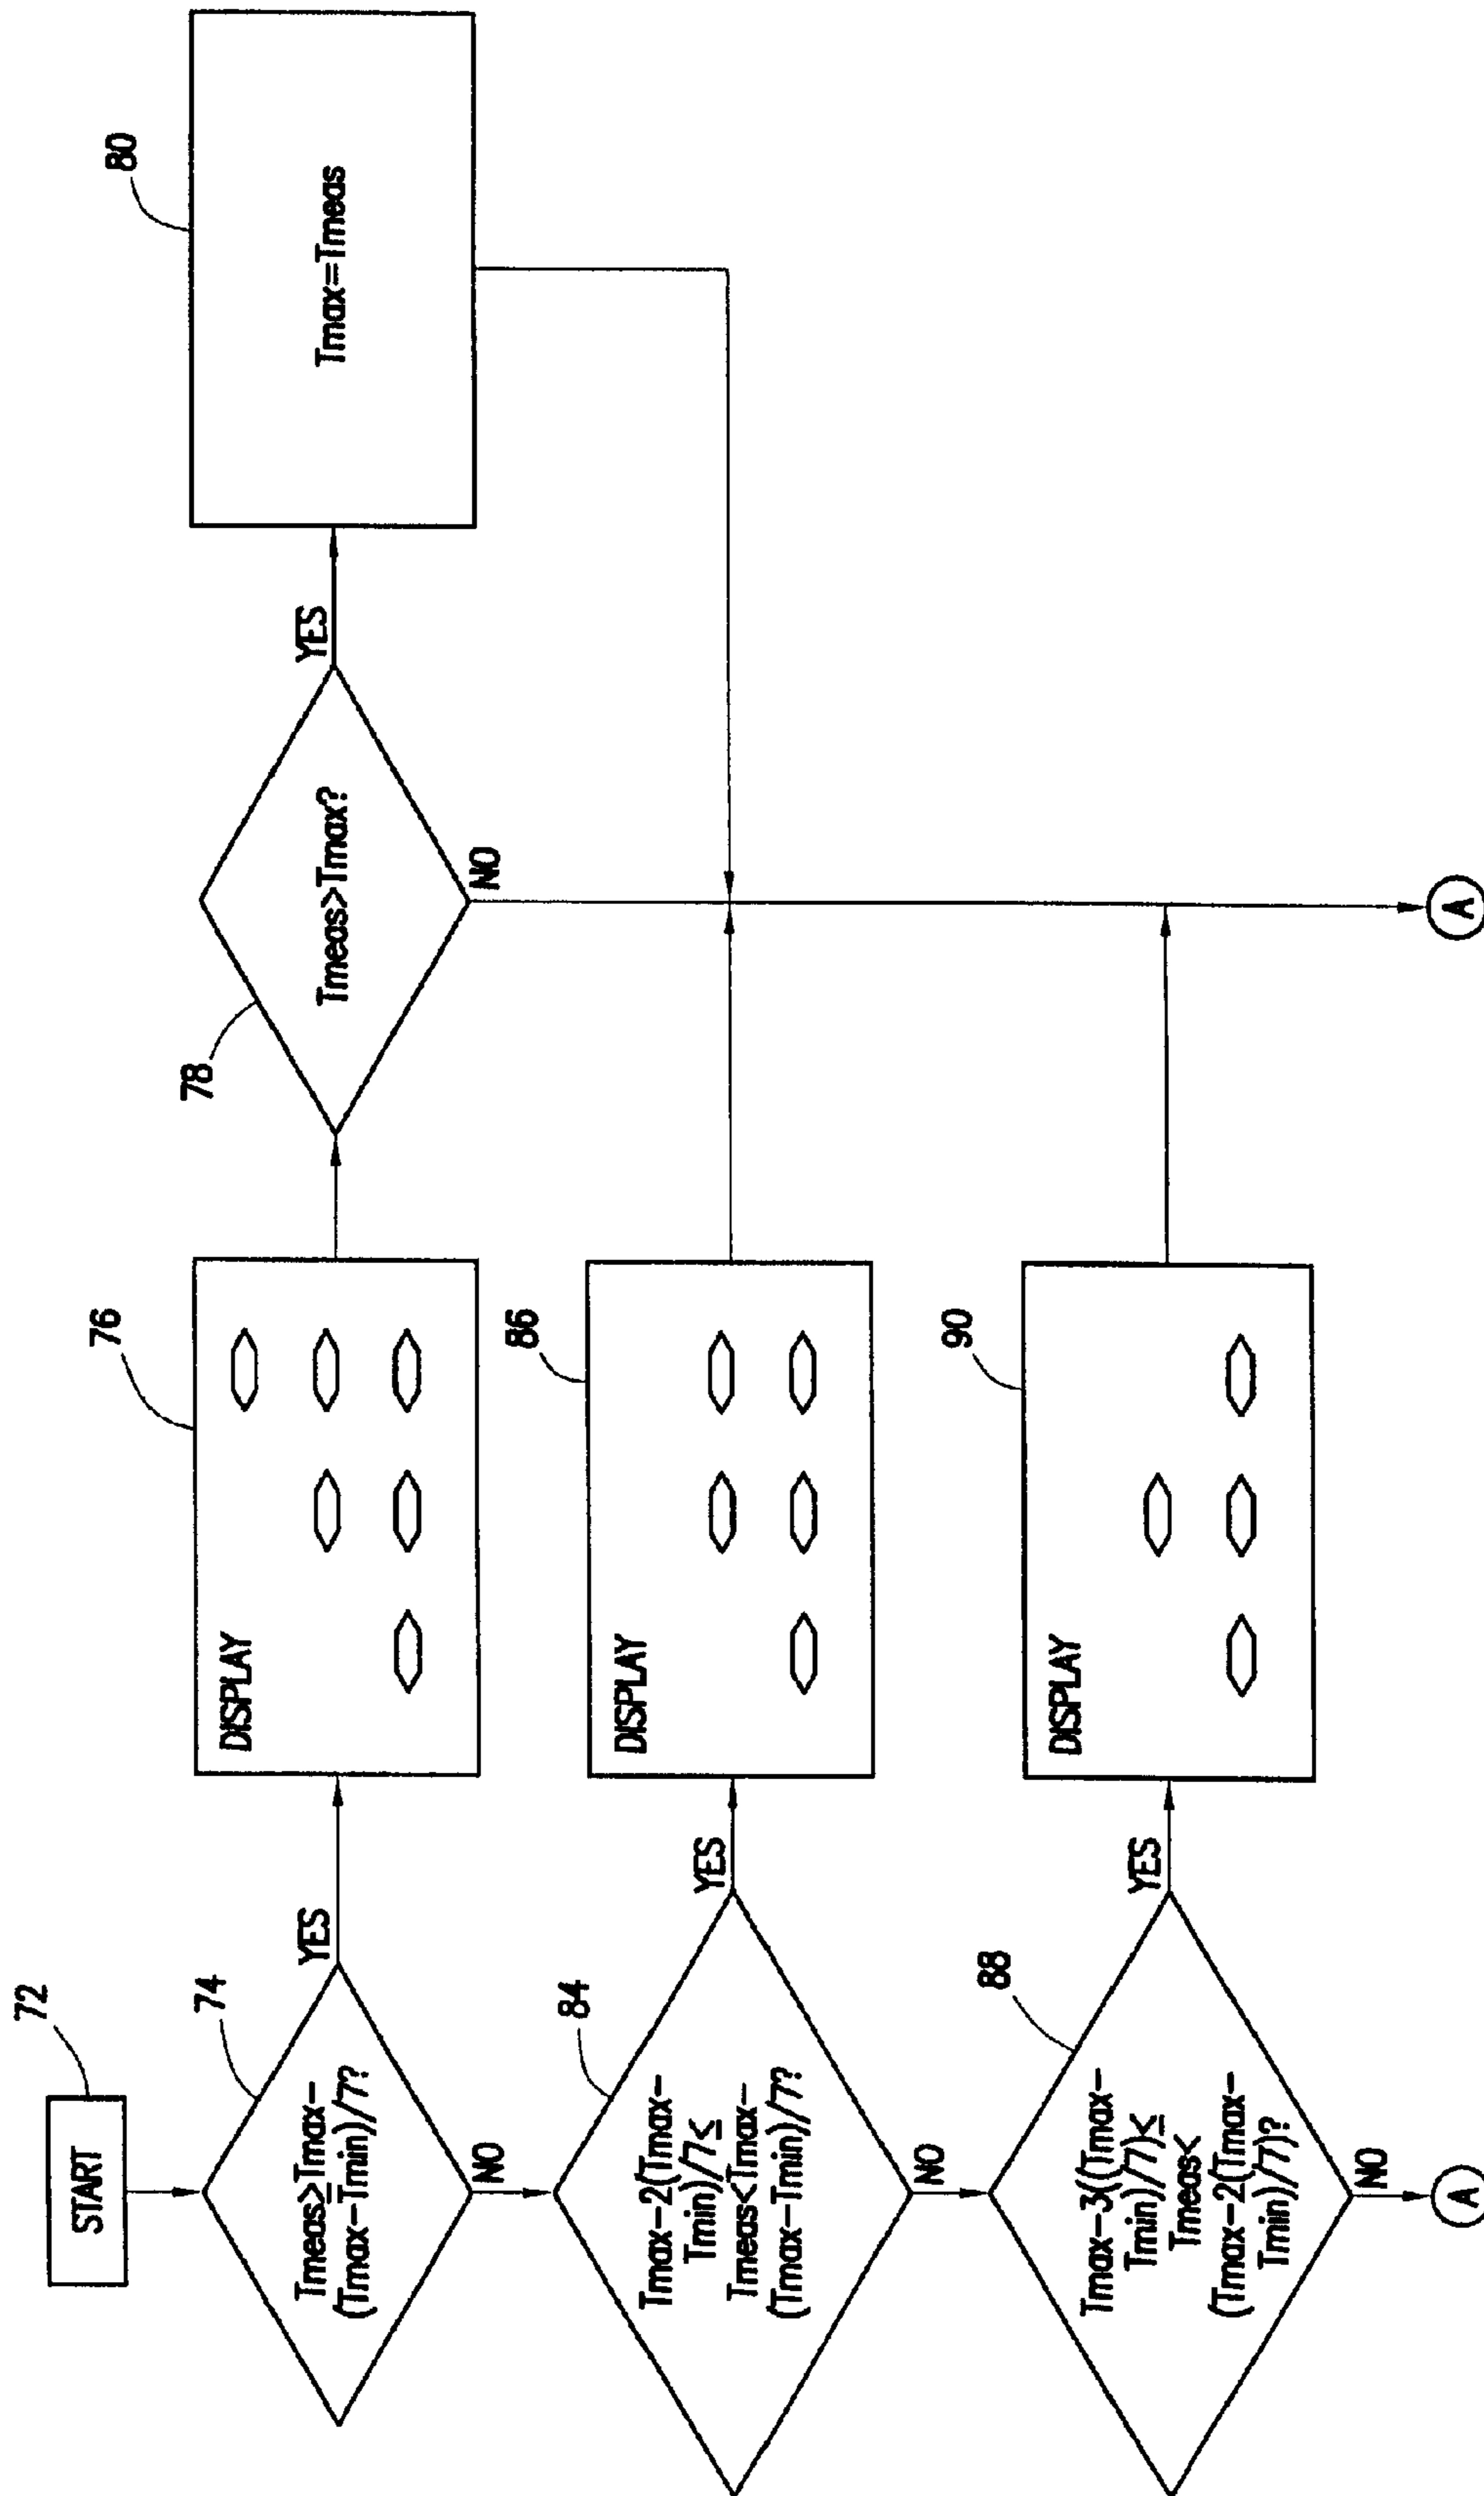 72
START
74
Tmeas≥Tmax-
(Tmax-Tmin)/7?
YES
NO
76
DISPLAY
78
Tmeas>Tmax?
YES
NO
80
Tmax=Tmeas
84
Tmax-2(Tmax-
Tmin)/7≤
Tmeas<Tmax-
(Tmax-Tmin)/7?
YES
NO
86
DISPLAY
88
Tmax-3((Tmax-
Tmin)/7)≤
Tmeas<
(Tmax-2(Tmax-
Tmin)/7)?
YES
NO
90
DISPLAY
A
A